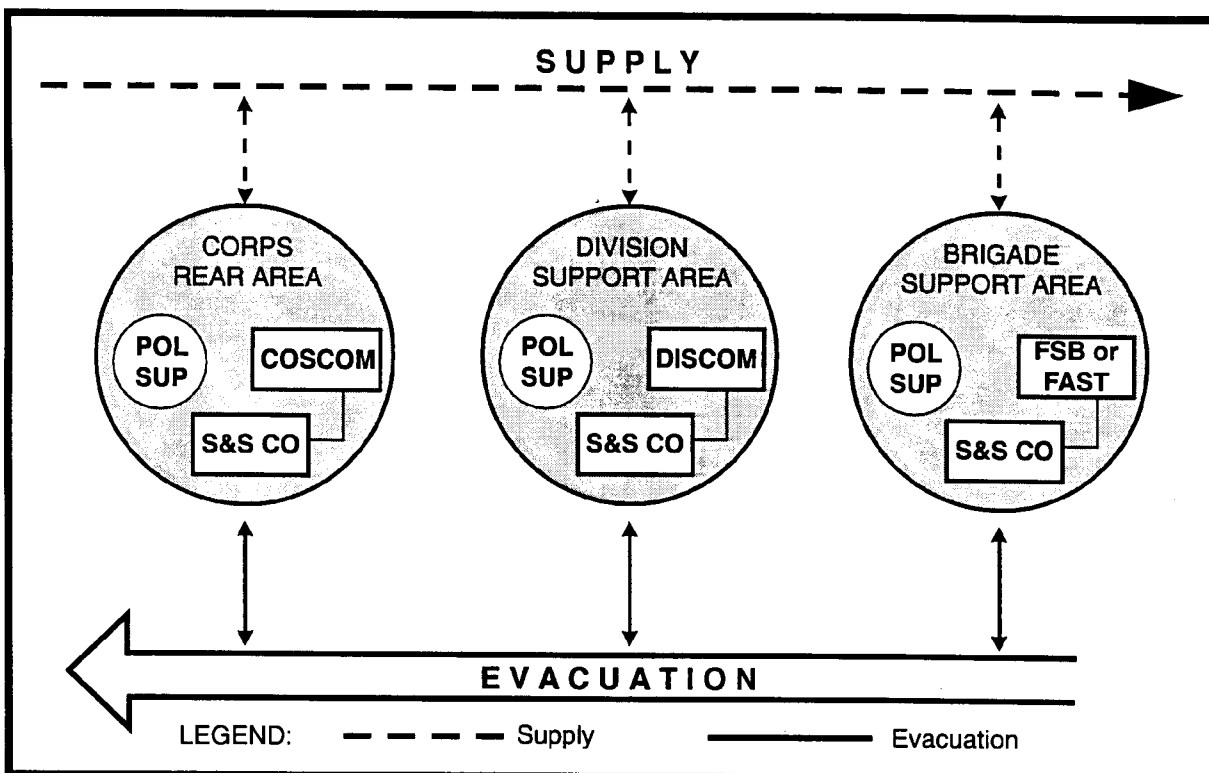 SUPPLY
CORPS
REAR AREA
POL
SUP
COSCOM
S&S CO
DIVISION
SUPPORT AREA
POL
SUP
DISCOM
S&S CO
BRIGADE
SUPPORT AREA
POL
SUP
FSB or
FAST
S&S CO
EVACUATION
LEGEND: Supply Evacuation